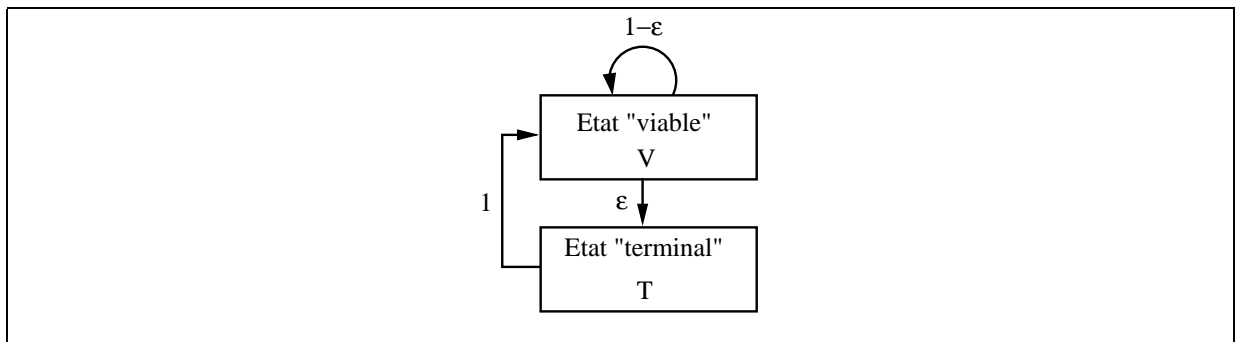 1–ε
Etat "viable"
V
1
ε
Etat "terminal"
T